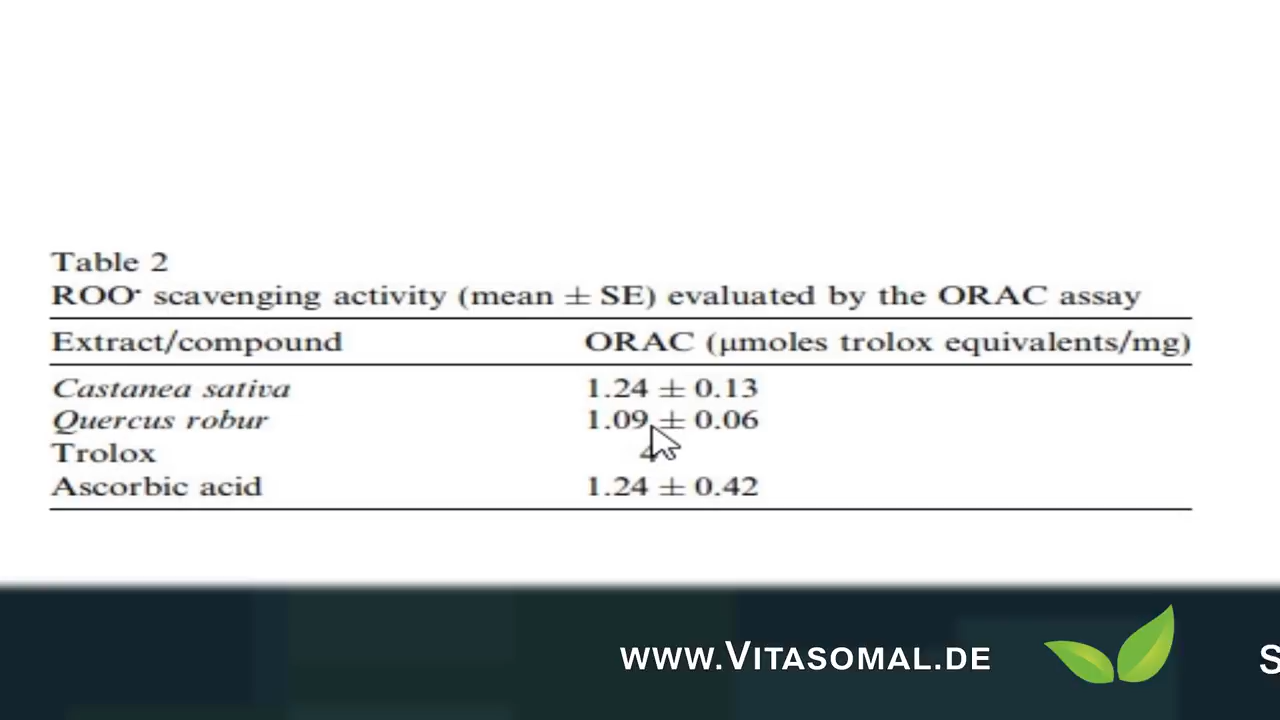 Table 2
ROO· scavenging activity (mean ± SE) evaluated by the ORAC assay
Extract/compound ORAC (μmoles trolox equivalents/mg)
Castanea sativa 1.24 ± 0.13
Quercus robur 1.09 ± 0.06
Trolox 4
Ascorbic acid 1.24 ± 0.42
WWW.VITASOMAL.DE